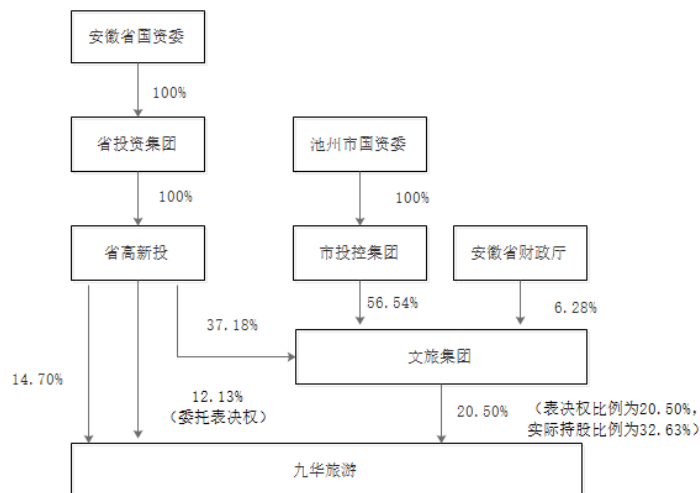 安徽省国资委
100%
省投资集团
池州市国资委
100%
100%
省高新投
市投控集团
安徽省财政厅
56.54%
6.28%
37.18%
文旅集团
14.70%
12.13%
（委托表决权）
20.50%
（表决权比例为20.50%，
实际持股比例为32.63%）
九华旅游